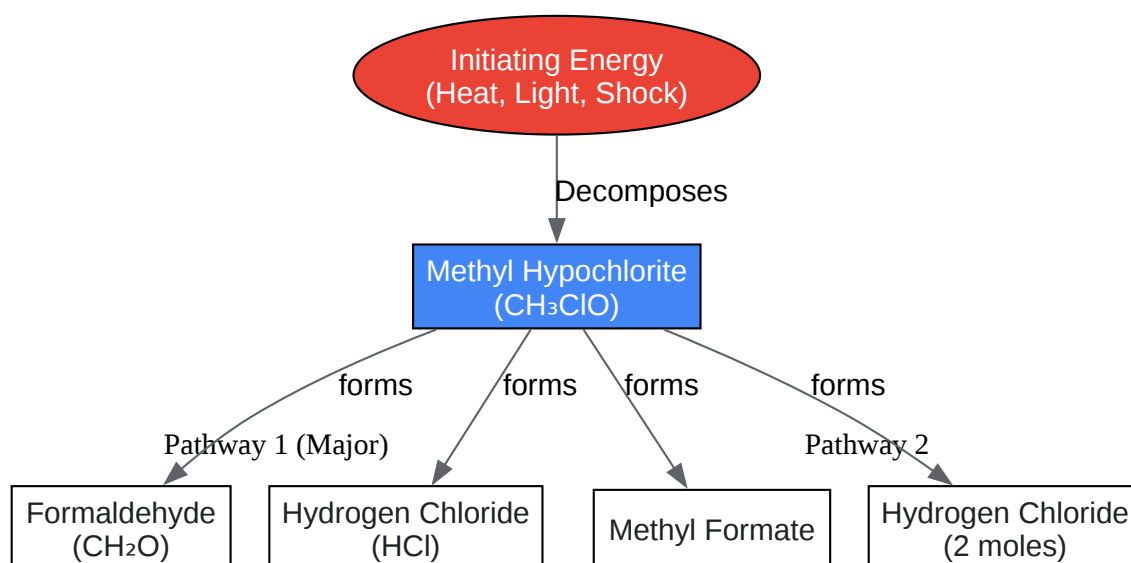 Initiating Energy
(Heat, Light, Shock)
Decomposes
Methyl Hypochlorite
(CH₃ClO)
forms
forms
forms
forms
Pathway 1 (Major)
Pathway 2
Formaldehyde
(CH₂O)
Hydrogen Chloride
(HCl)
Methyl Formate
Hydrogen Chloride
(2 moles)